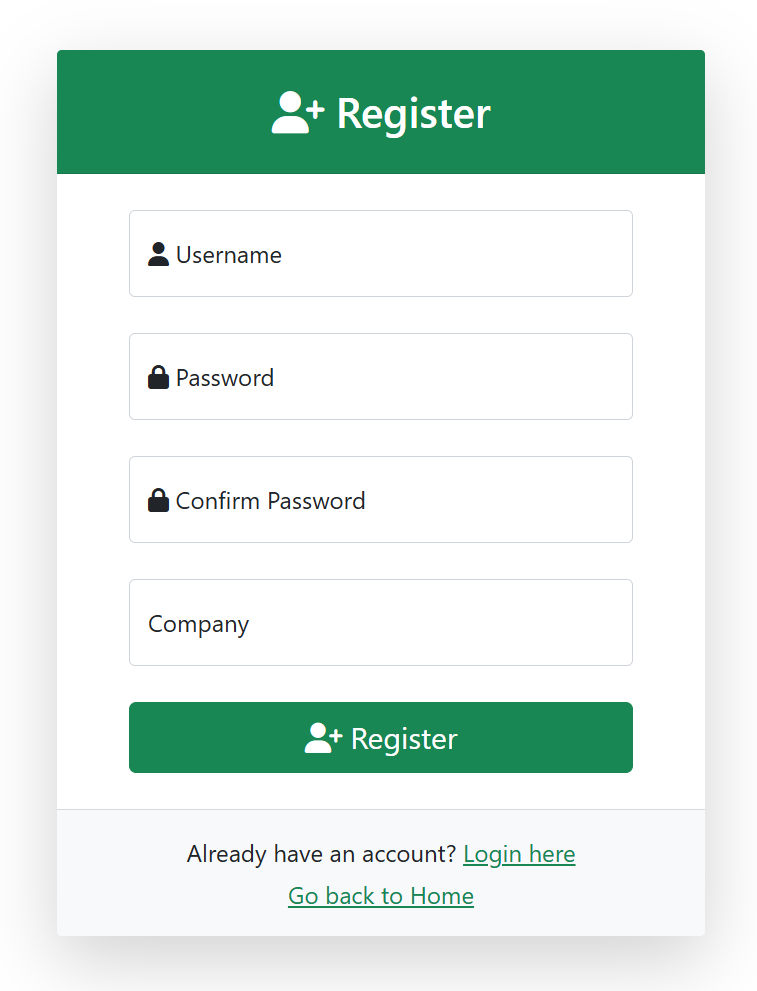 Register
Username
Password
Confirm Password
Company
Register
Already have an account? Login here
Go back to Home